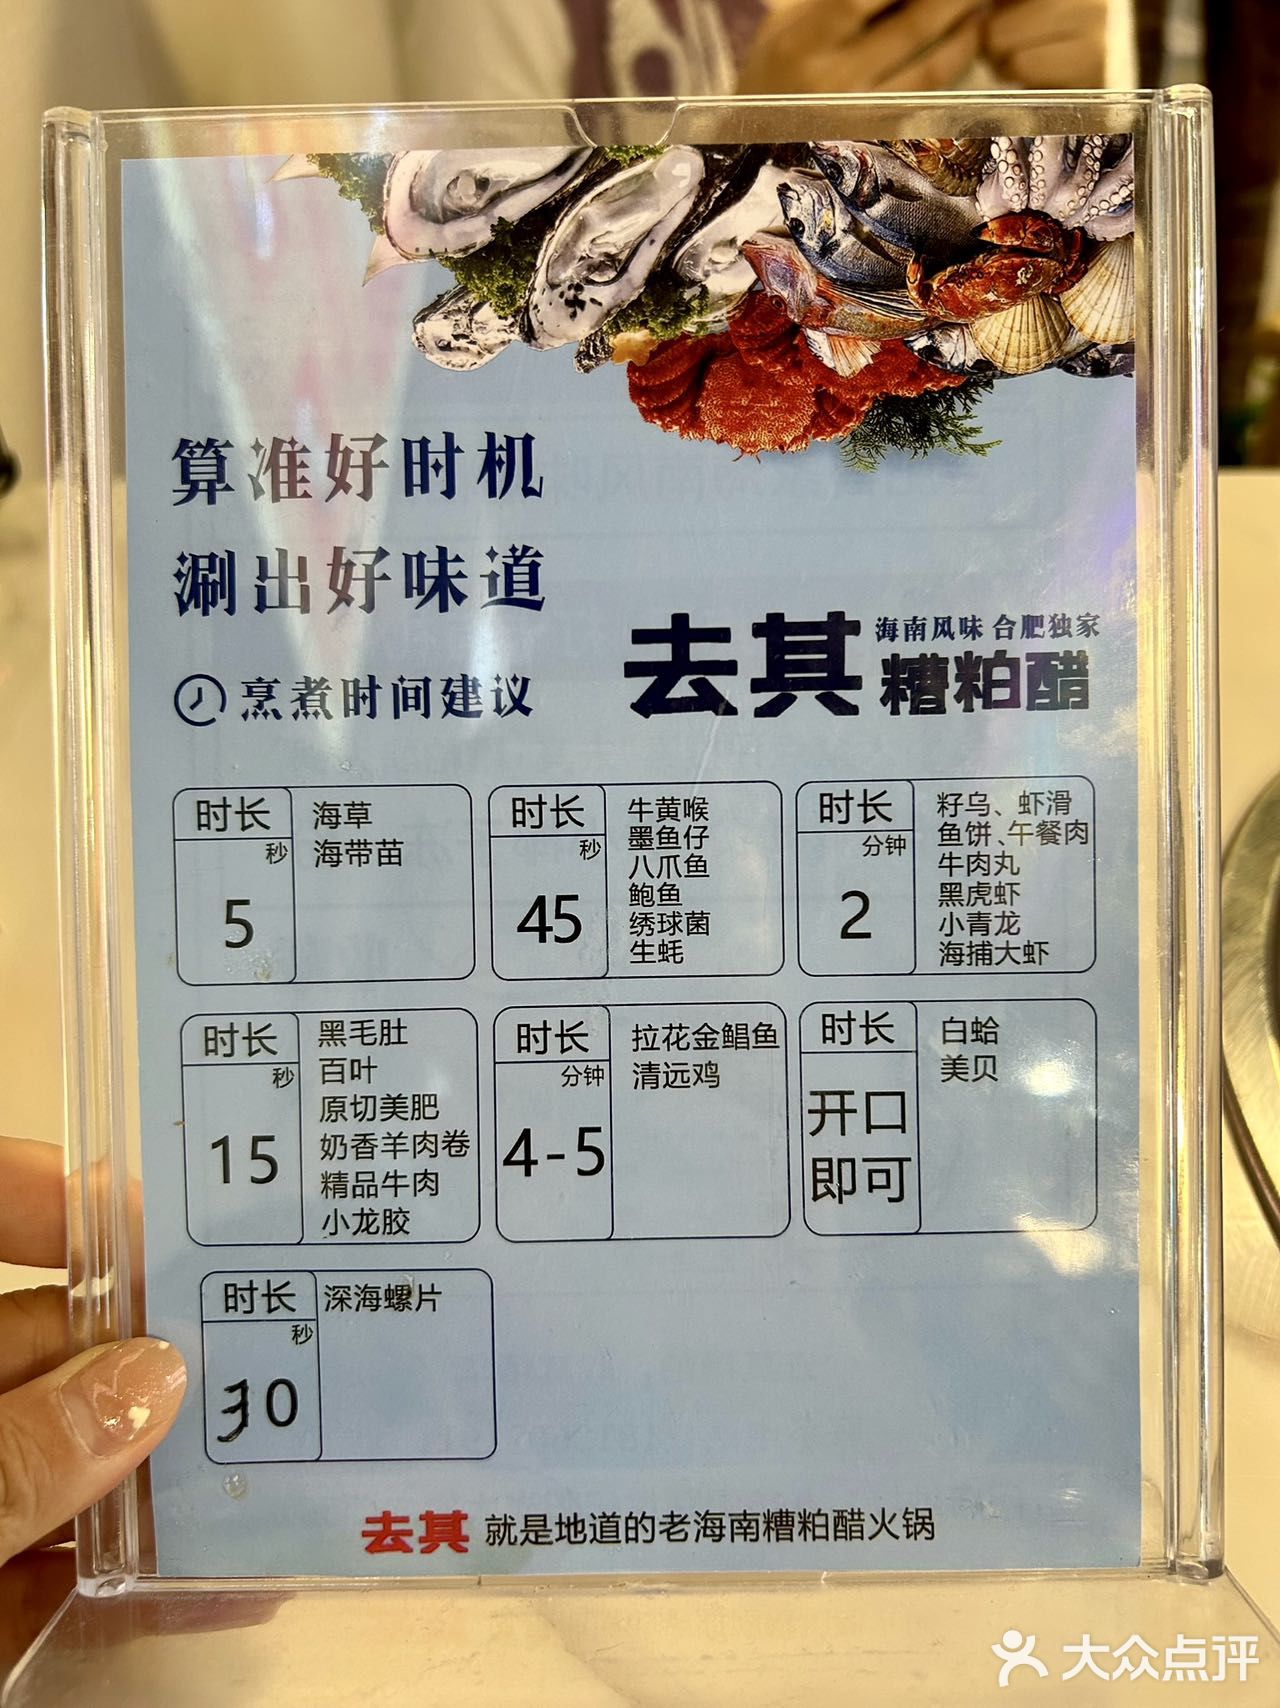 算准好时机
涮出好味道
烹煮时间建议
去其
海南风味 合肥独家
糟粕醋
时长
秒
5
海草
海带苗
时长
秒
45
牛黄喉
墨鱼仔
八爪鱼
鲍鱼
绣球菌
生蚝
时长
分钟
2
籽乌、虾滑
鱼饼、午餐肉
牛肉丸
黑虎虾
小青龙
海捕大虾
时长
秒
15
黑毛肚
百叶
原切美肥
奶香羊肉卷
精品牛肉
小龙胶
时长
分钟
4-5
拉花金鲳鱼
清远鸡
时长
开口
即可
白蛤
美贝
时长
秒
30
深海螺片
去其 就是地道的老海南糟粕醋火锅
大众点评